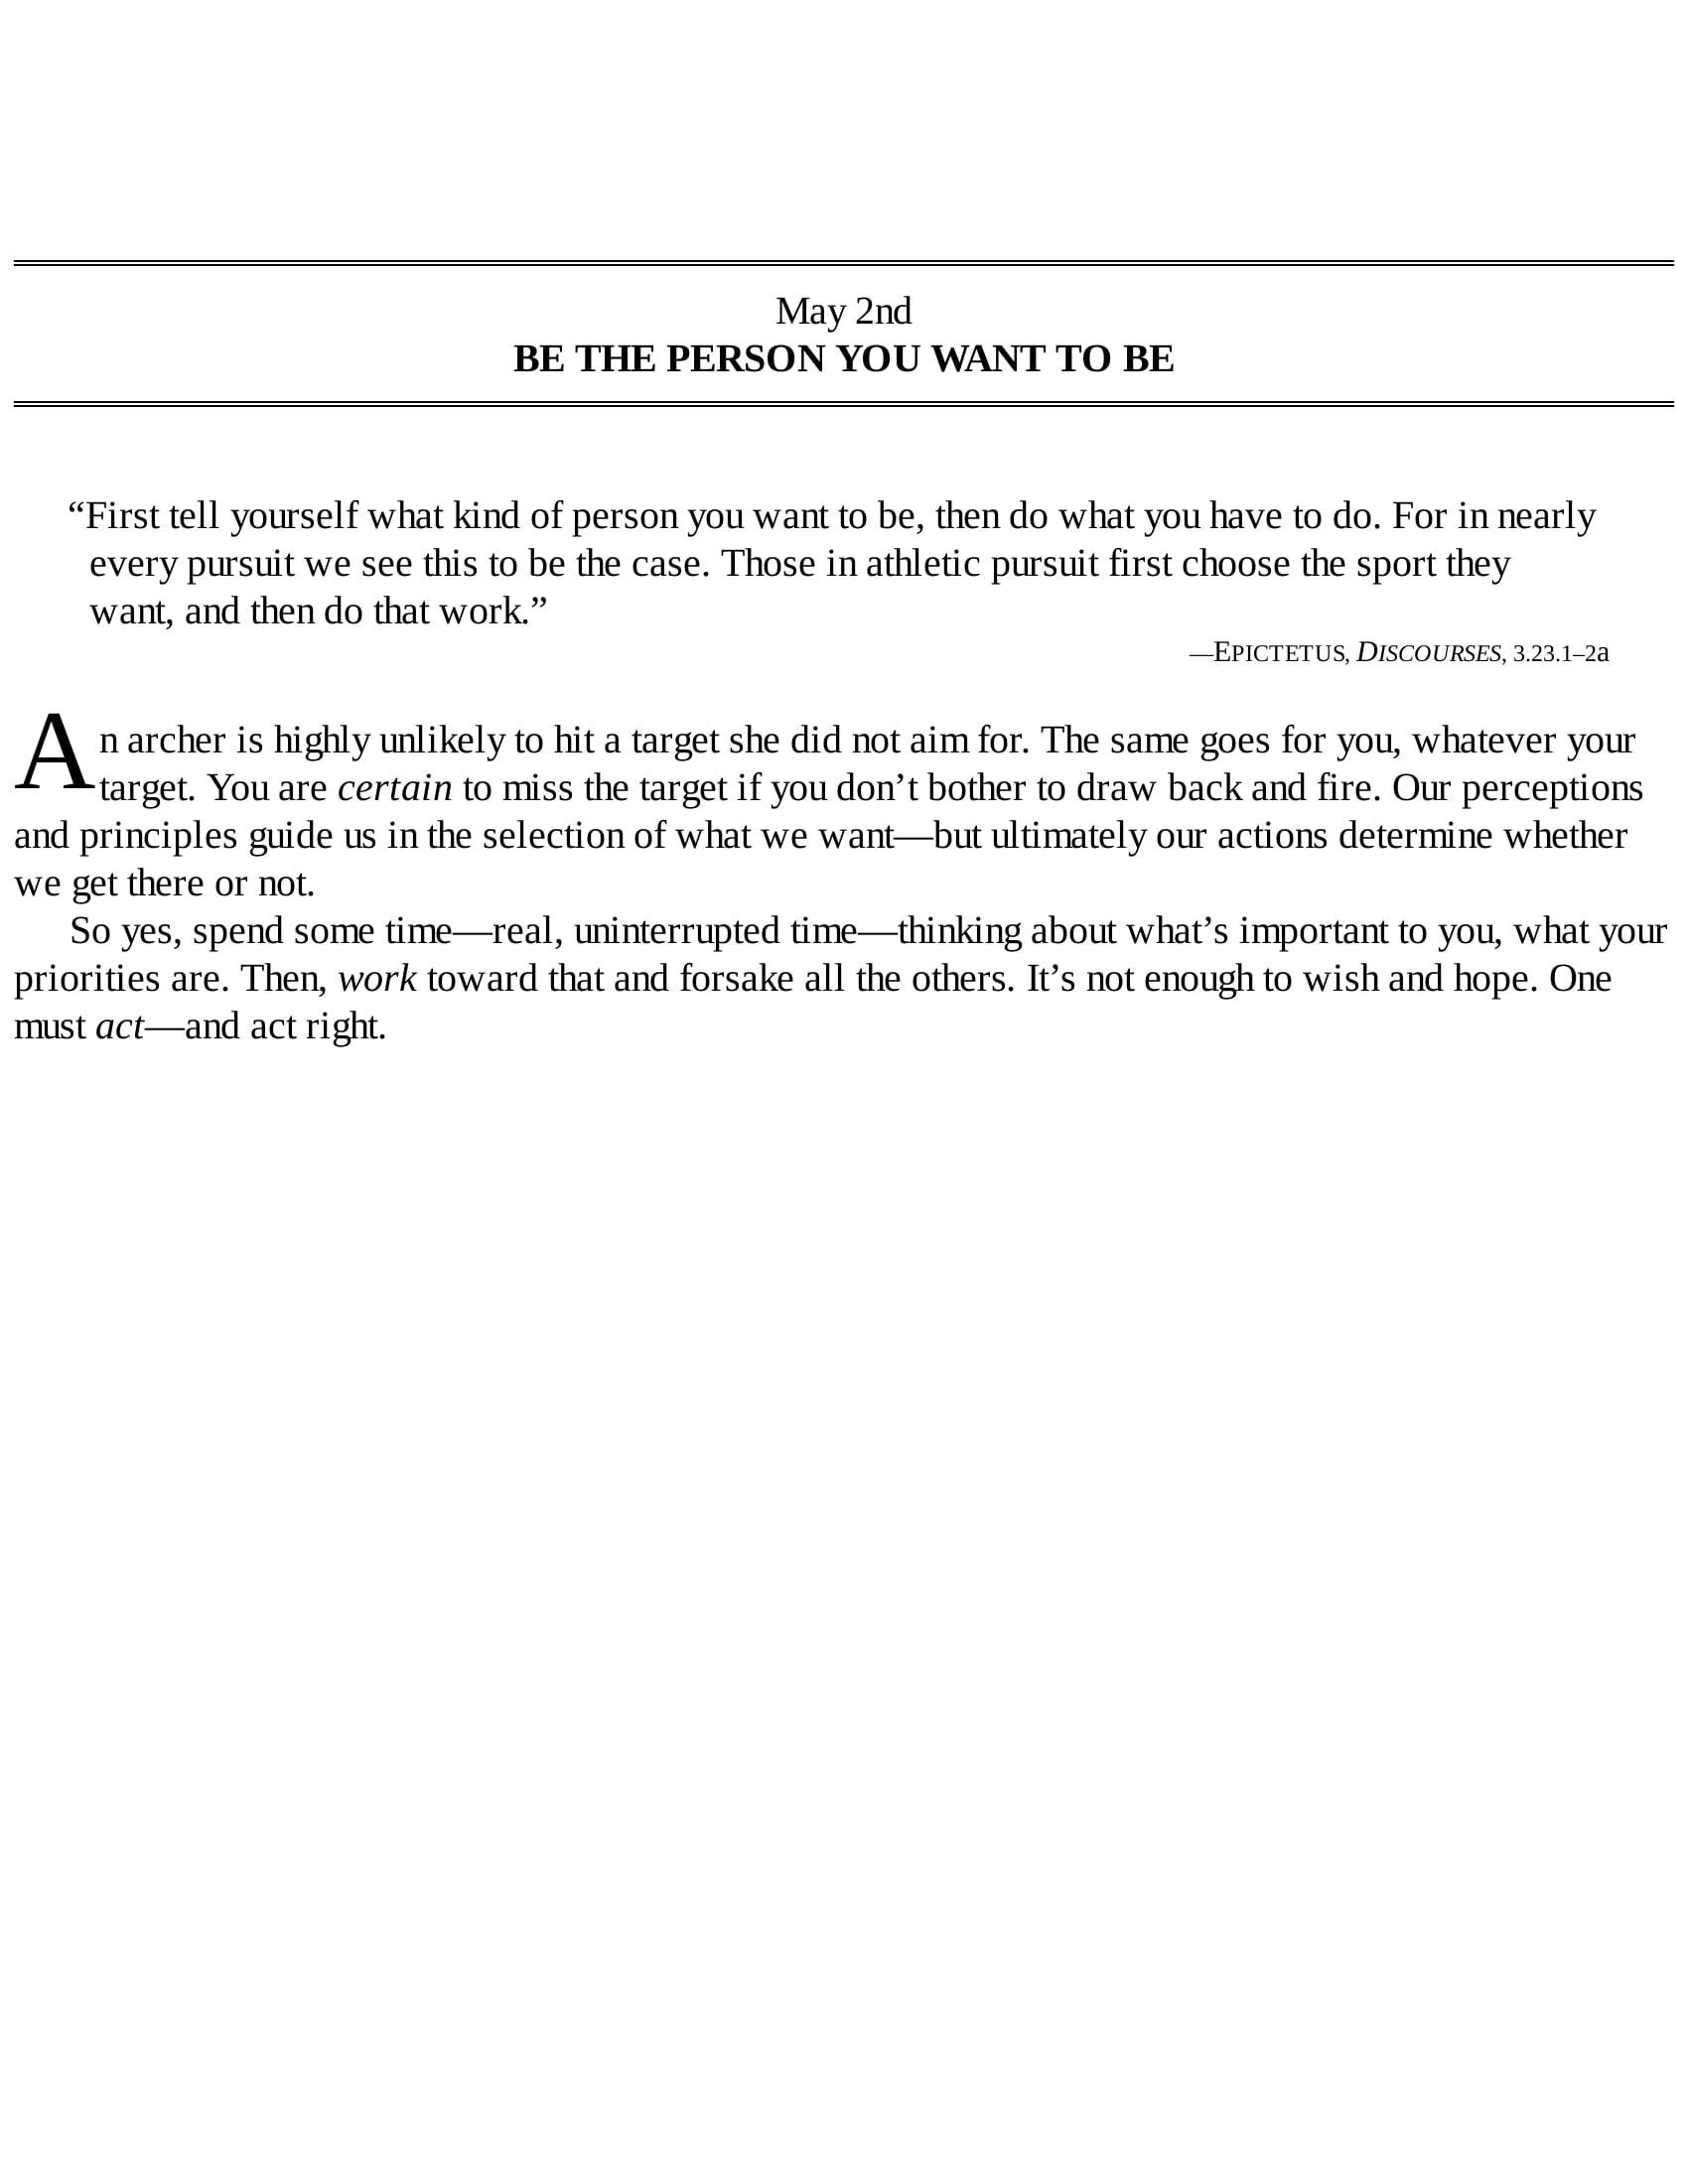 May 2nd
BE THE PERSON YOU WANT TO BE
“First tell yourself what kind of person you want to be, then do what you have to do. For in nearly
every pursuit we see this to be the case. Those in athletic pursuit first choose the sport they
want, and then do that work.”
—EPICTETUS, DISCOURSES, 3.23.1–2a
An archer is highly unlikely to hit a target she did not aim for. The same goes for you, whatever your
target. You are certain to miss the target if you don’t bother to draw back and fire. Our perceptions
and principles guide us in the selection of what we want—but ultimately our actions determine whether
we get there or not.
So yes, spend some time—real, uninterrupted time—thinking about what’s important to you, what your
priorities are. Then, work toward that and forsake all the others. It’s not enough to wish and hope. One
must act—and act right.